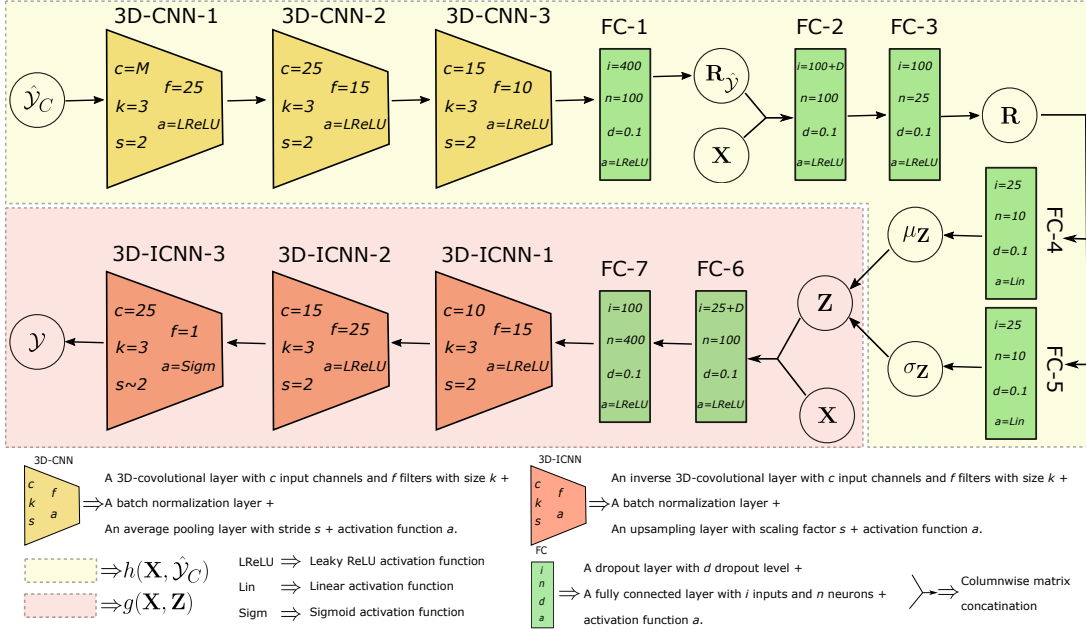 3D-CNN-1
3D-CNN-2
3D-CNN-3
FC-1
FC-2
FC-3
𝒴̂_C
c=M
f=25
k=3
a=LReLU
s=2
c=25
f=15
k=3
a=LReLU
s=2
c=15
f=10
k=3
a=LReLU
s=2
i=400
n=100
d=0.1
a=LReLU
R_𝒴̂
X
i=100+D
n=100
d=0.1
a=LReLU
i=100
n=25
d=0.1
a=LReLU
R
i=25
n=10
d=0.1
a=Lin
FC-4
μ_Z
i=25
n=10
d=0.1
a=Lin
FC-5
σ_Z
3D-ICNN-3
3D-ICNN-2
3D-ICNN-1
FC-7
FC-6
𝒴
c=25
f=1
k=3
a=Sigm
s~2
c=15
f=25
k=3
a=LReLU
s=2
c=10
f=15
k=3
a=LReLU
s=2
i=100
n=400
d=0.1
a=LReLU
i=25+D
n=100
d=0.1
a=LReLU
Z
X
3D-CNN
c
f
k
a
s
⇒
A 3D-covolutional layer with c input channels and f filters with size k +
A batch normalization layer +
An average pooling layer with stride s + activation function a.
3D-ICNN
c
f
k
a
s
⇒
An inverse 3D-covolutional layer with c input channels and f filters with size k +
A batch normalization layer +
An upsampling layer with scaling factor s + activation function a.
⇒h(X, 𝒴̂_C)
⇒g(X, Z)
LReLU ⇒ Leaky ReLU activation function
Lin ⇒ Linear activation function
Sigm ⇒ Sigmoid activation function
FC
i
n
d
a
⇒
A dropout layer with d dropout level +
A fully connected layer with i inputs and n neurons +
activation function a.
⇒ Columnwise matrix
concatination